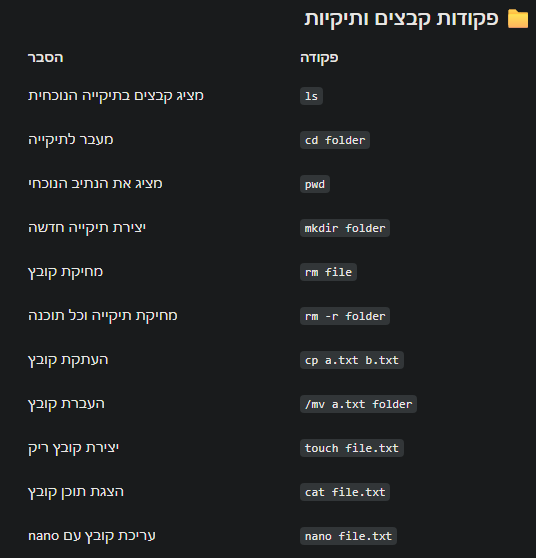 📁 פקודות קבצים ותיקיות
פקודה הסבר
ls מציג קבצים בתיקייה הנוכחית
cd folder מעבר לתיקייה
pwd מציג את הנתיב הנוכחי
mkdir folder יצירת תיקייה חדשה
rm file מחיקת קובץ
rm -r folder מחיקת תיקייה וכל תוכנה
cp a.txt b.txt העתקת קובץ
/mv a.txt folder העברת קובץ
touch file.txt יצירת קובץ ריק
cat file.txt הצגת תוכן קובץ
nano file.txt עריכת קובץ עם nano